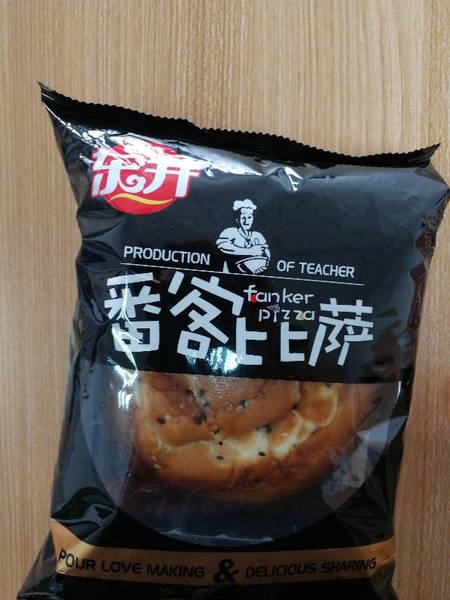 乐开
PRODUCTION OF TEACHER
番客比萨
fanker
pizza
POUR LOVE MAKING & DELICIOUS SHARING